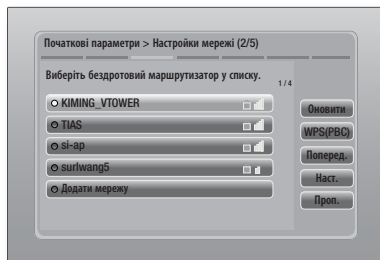 Початкові параметри > Настройки мережі (2/5)
Виберіть бездротовий маршрутизатор у списку.
1/4
KIMING_VTOWER
TIAS
si-ap
surlwang5
Додати мережу
Оновити
WPS(PBC)
Поперед.
Наст.
Проп.